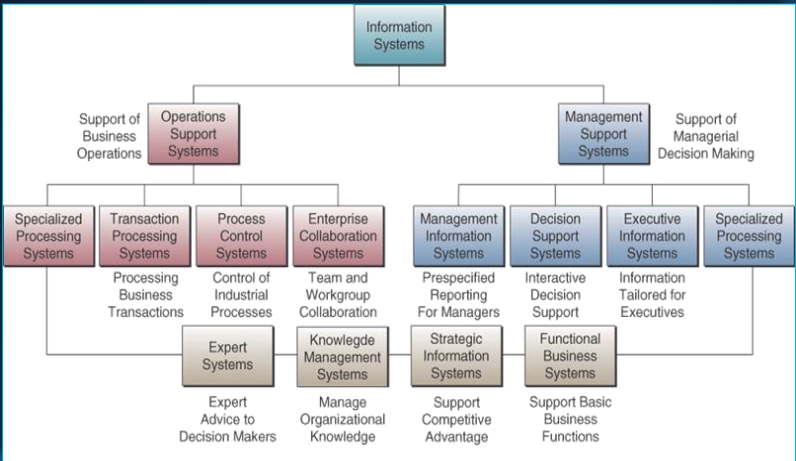 Information
Systems
Support of
Business
Operations
Operations
Support
Systems
Management
Support
Systems
Support of
Managerial
Decision Making
Specialized
Processing
Systems
Transaction
Processing
Systems
Process
Control
Systems
Enterprise
Collaboration
Systems
Management
Information
Systems
Decision
Support
Systems
Executive
Information
Systems
Specialized
Processing
Systems
Processing
Business
Transactions
Control of
Industrial
Processes
Team and
Workgroup
Collaboration
Prespecified
Reporting
For Managers
Interactive
Decision
Support
Information
Tailored for
Executives
Expert
Systems
Knowlegde
Management
Systems
Strategic
Information
Systems
Functional
Business
Systems
Expert
Advice to
Decision Makers
Manage
Organizational
Knowledge
Support
Competitive
Advantage
Support Basic
Business
Functions